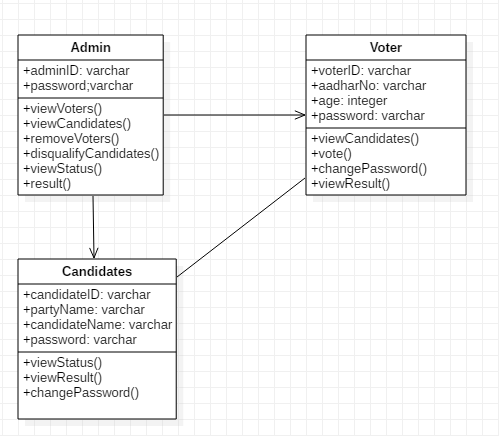 Admin
+adminID: varchar
+password;varchar
+viewVoters()
+viewCandidates()
+removeVoters()
+disqualifyCandidates()
+viewStatus()
+result()
Voter
+voterID: varchar
+aadharNo: varchar
+age: integer
+password: varchar
+viewCandidates()
+vote()
+changePassword()
+viewResult()
Candidates
+candidateID: varchar
+partyName: varchar
+candidateName: varchar
+password: varchar
+viewStatus()
+viewResult()
+changePassword()